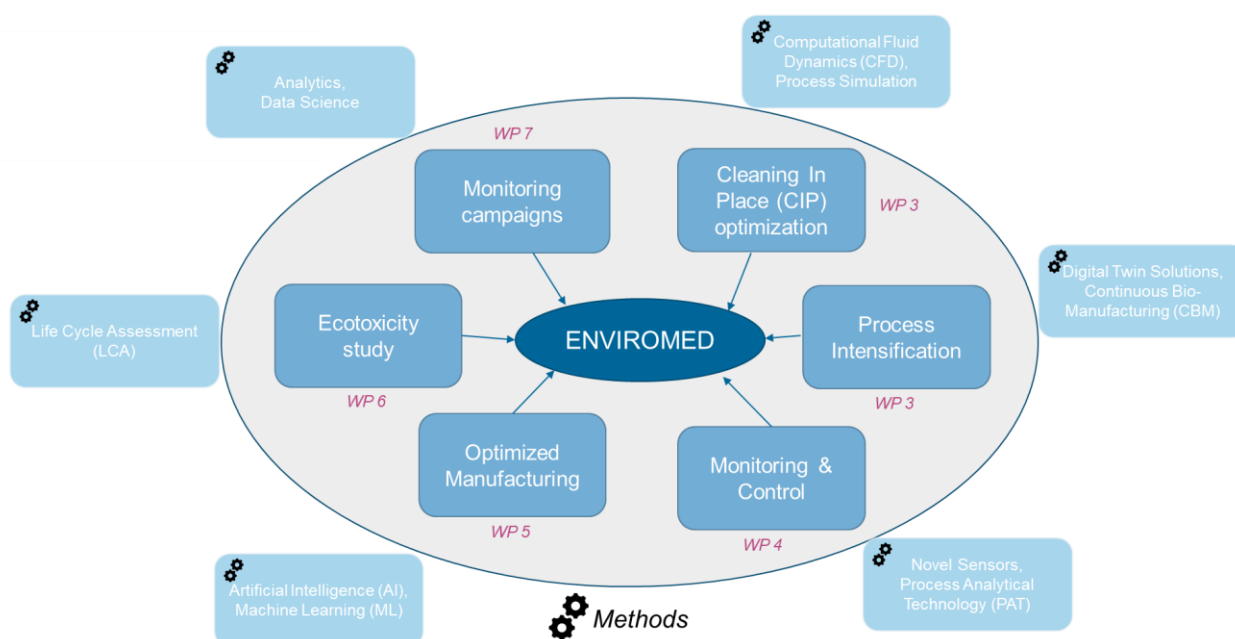 Analytics,
Data Science
Computational Fluid
Dynamics (CFD),
Process Simulation
WP 7
Monitoring
campaigns
Cleaning In
Place (CIP)
optimization
WP 3
Digital Twin Solutions,
Continuous Bio-
Manufacturing (CBM)
Life Cycle Assessment
(LCA)
Ecotoxicity
study
WP 6
ENVIROMED
Process
Intensification
WP 3
Optimized
Manufacturing
WP 5
Monitoring &
Control
WP 4
Artificial Intelligence (AI),
Machine Learning (ML)
Novel Sensors,
Process Analytical
Technology (PAT)
Methods